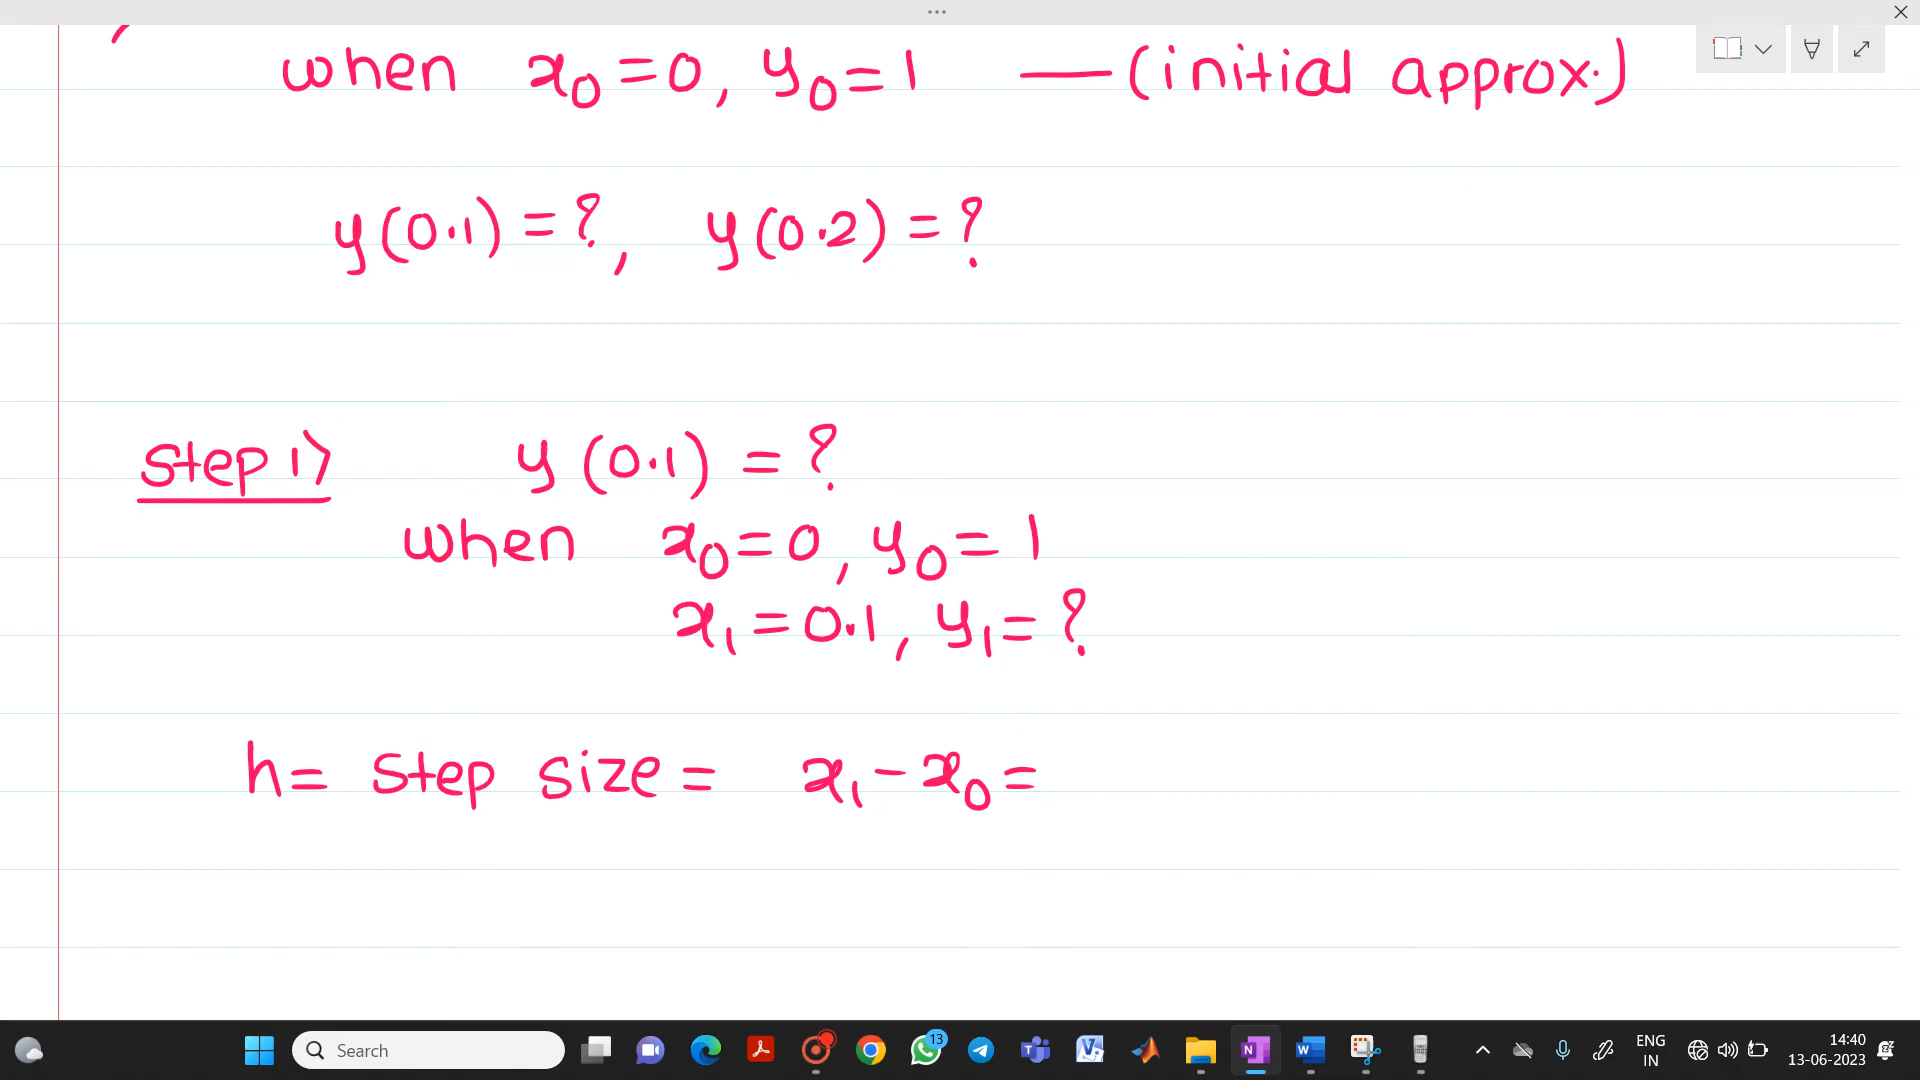 when x₀=0, y₀=1 —(initial approx.)
y(0.1)=?, y(0.2)=?
Step 1) y(0.1) = ?
when x₀=0, y₀=1
x₁=0.1, y₁=?
h= Step size= x₁-x₀=
Search
13
ENG
IN
14:40
13-06-2023